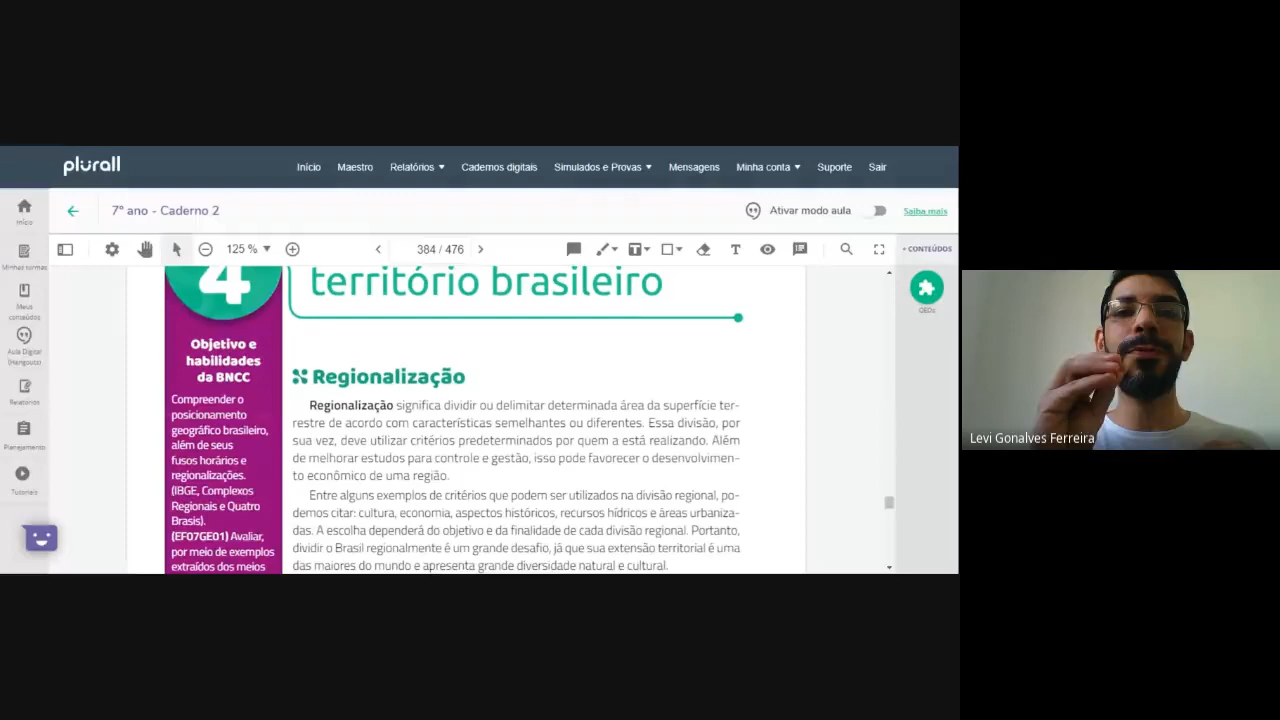 plurall
Início Maestro Relatórios Cadernos digitais Simulados e Provas Mensagens Minha conta Suporte Sair
7º ano - Caderno 2
Ativar modo aula
Saiba mais
125 %
384 / 476
+ CONTEÚDOS
Início
Minhas turmas
Meus
conteúdos
Aula Digital
(Hangouts)
Relatórios
Planejamento
Tutoriais
OEDs
4
território brasileiro
Objetivo e
habilidades
da BNCC
Compreender o
posicionamento
geográfico brasileiro,
além de seus
fusos horários e
regionalizações.
(IBGE, Complexos
Regionais e Quatro
Brasis).
(EF07GE01) Avaliar,
por meio de exemplos
extraídos dos meios
Regionalização
Regionalização significa dividir ou delimitar determinada área da superfície ter-
restre de acordo com características semelhantes ou diferentes. Essa divisão, por
sua vez, deve utilizar critérios predeterminados por quem a está realizando. Além
de melhorar estudos para controle e gestão, isso pode favorecer o desenvolvimen-
to econômico de uma região.
Entre alguns exemplos de critérios que podem ser utilizados na divisão regional, po-
demos citar: cultura, economia, aspectos históricos, recursos hídricos e áreas urbaniza-
das. A escolha dependerá do objetivo e da finalidade de cada divisão regional. Portanto,
dividir o Brasil regionalmente é um grande desafio, já que sua extensão territorial é uma
das maiores do mundo e apresenta grande diversidade natural e cultural.
Levi Gonalves Ferreira